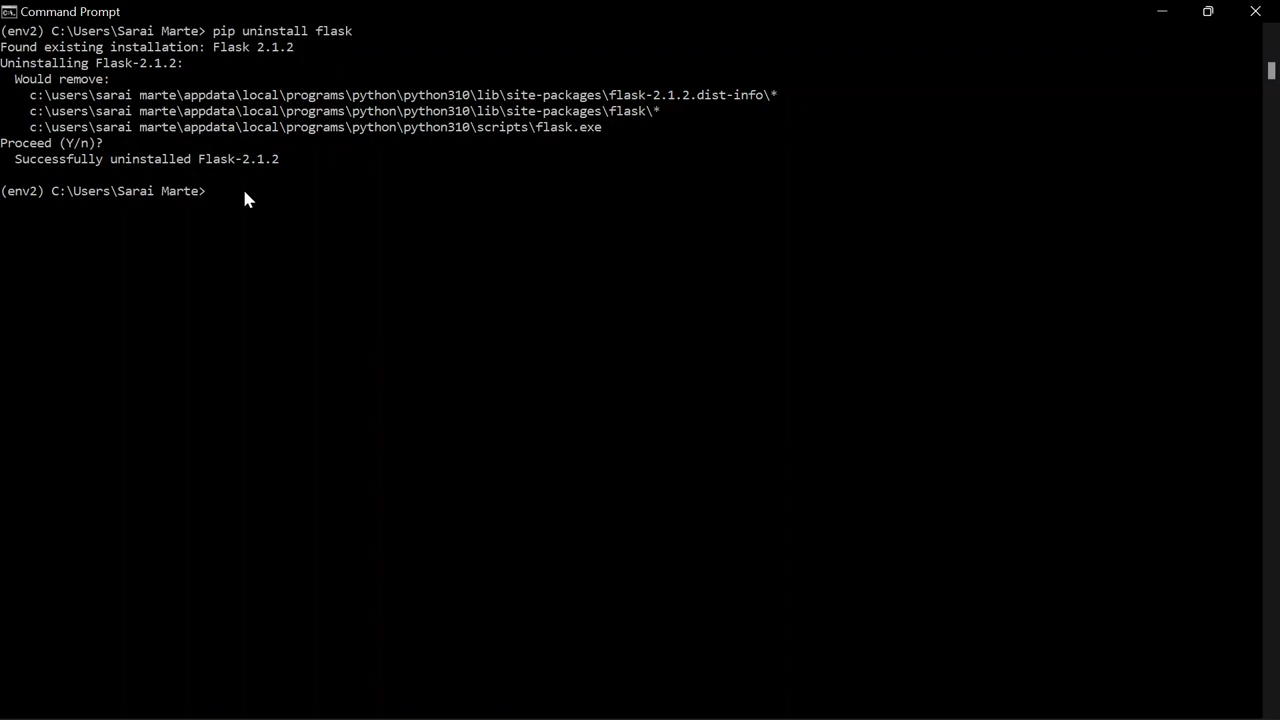 Command Prompt
(env2) C:\Users\Sarai Marte> pip uninstall flask
Found existing installation: Flask 2.1.2
Uninstalling Flask-2.1.2:
  Would remove:
    c:\users\sarai marte\appdata\local\programs\python\python310\lib\site-packages\flask-2.1.2.dist-info\*
    c:\users\sarai marte\appdata\local\programs\python\python310\lib\site-packages\flask\*
    c:\users\sarai marte\appdata\local\programs\python\python310\scripts\flask.exe
Proceed (Y/n)?
  Successfully uninstalled Flask-2.1.2
(env2) C:\Users\Sarai Marte>